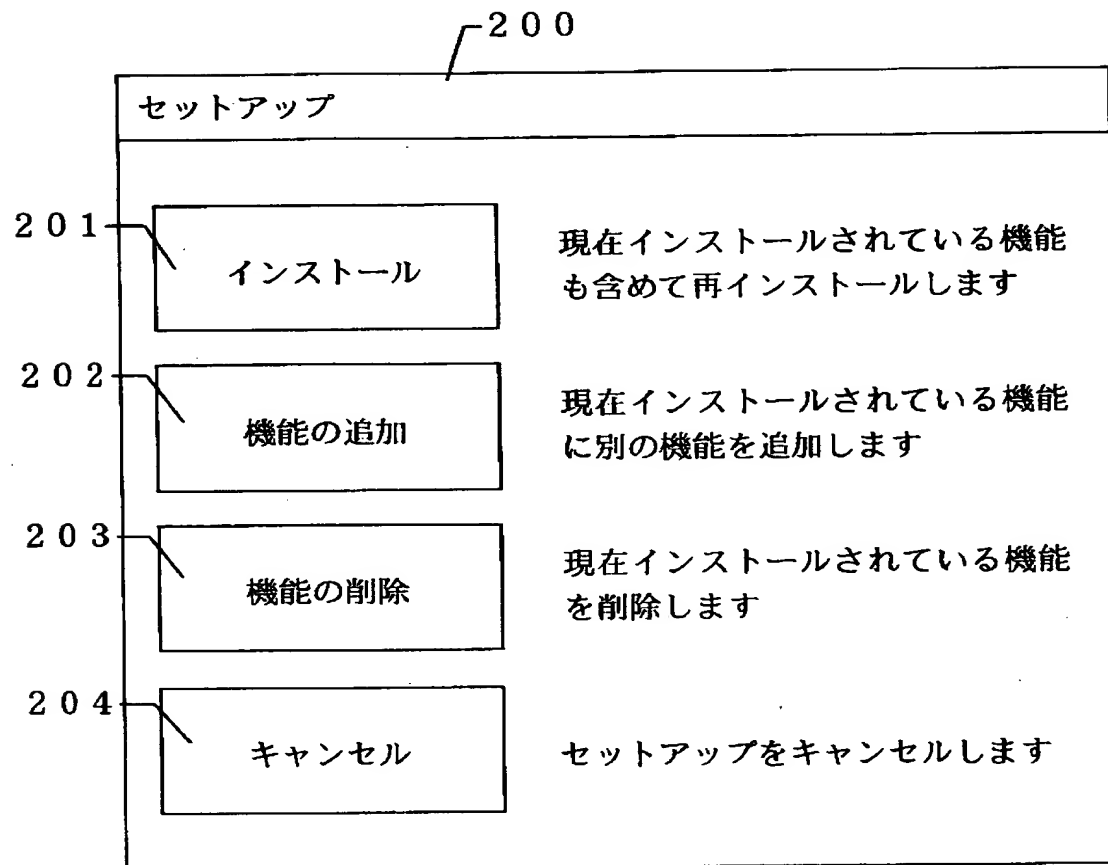 ２００
セットアップ
２０１
インストール
現在インストールされている機能
も含めて再インストールします
２０２
機能の追加
現在インストールされている機能
に別の機能を追加します
２０３
機能の削除
現在インストールされている機能
を削除します
２０４
キャンセル
セットアップをキャンセルします